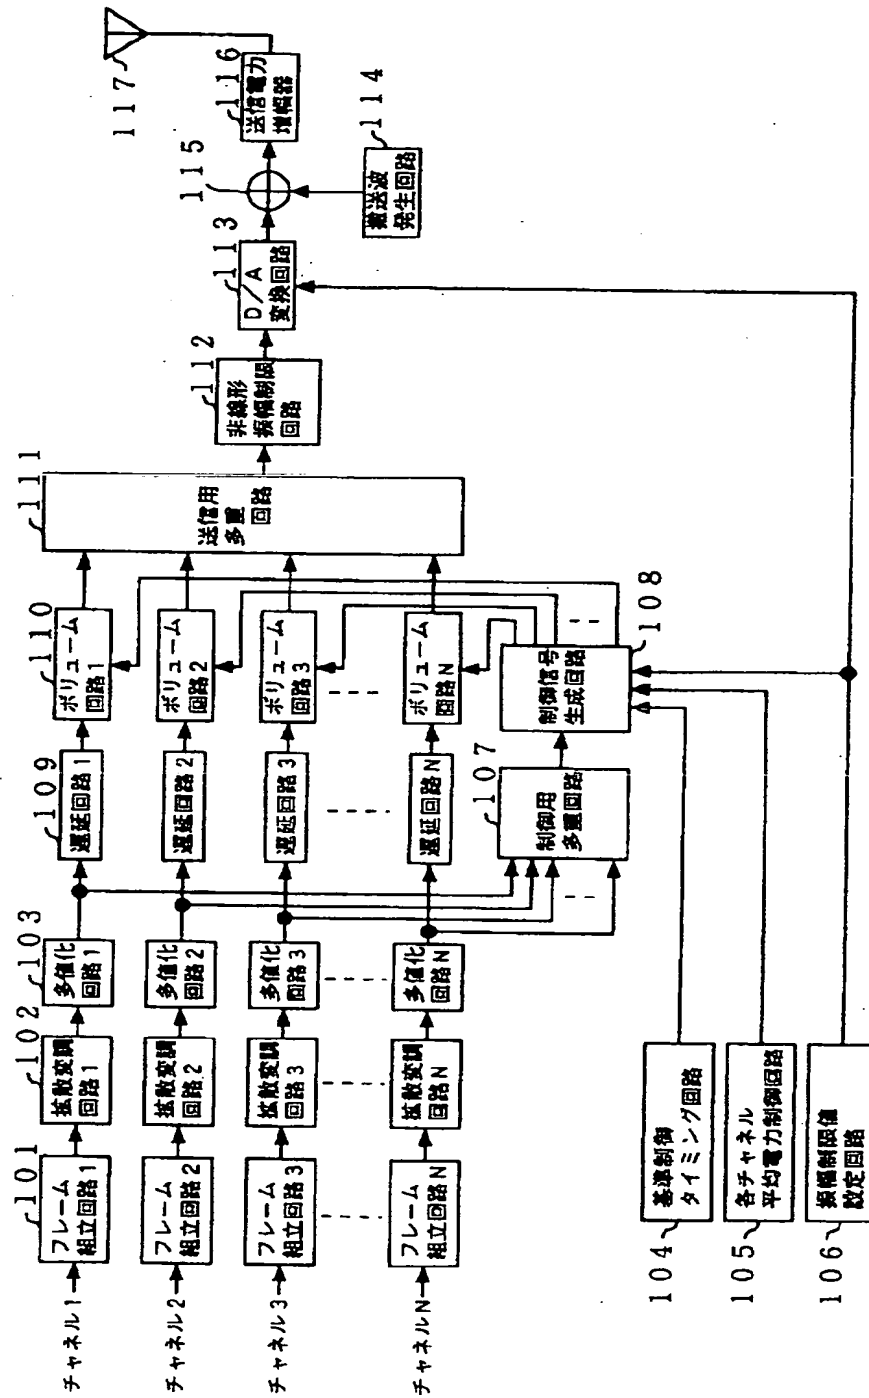 チャネル1
チャネル2
チャネル3
チャネルN
101
フレーム
組立回路1
フレーム
組立回路2
フレーム
組立回路3
フレーム
組立回路N
102
拡散変調
回路1
拡散変調
回路2
拡散変調
回路3
拡散変調
回路N
103
多値化
回路1
多値化
回路2
多値化
回路3
多値化
回路N
104
基準制御
タイミング回路
105
各チャネル
平均電力制御回路
106
振幅制限値
設定回路
107
制御用
多重回路
108
制御信号
生成回路
109
遅延回路1
遅延回路2
遅延回路3
遅延回路N
110
ボリューム
回路1
ボリューム
回路2
ボリューム
回路3
ボリューム
回路N
111
送信用
多重
回路
112
非線形
振幅制限
回路
113
D/A
変換回路
114
搬送波
発生回路
115
116
送信電力
増幅器
117